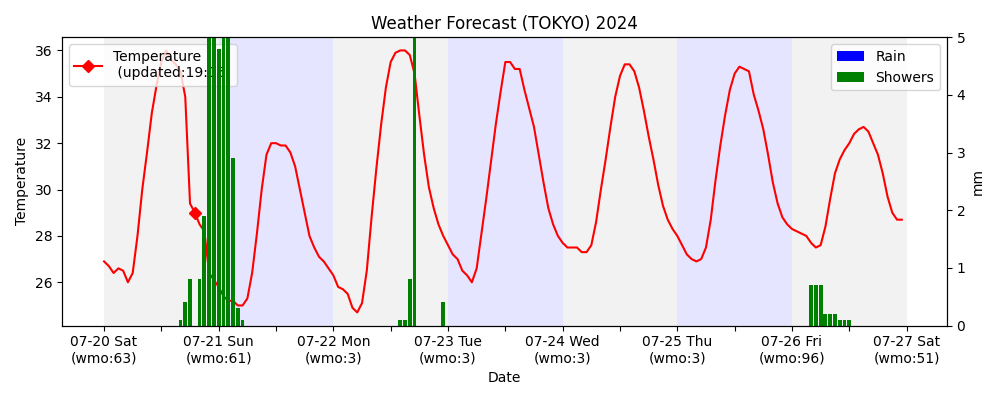 Weather Forecast (TOKYO) 2024
Temperature
(updated:19:
Rain
Showers
Temperature
36
34
32
30
28
26
5
4
3
2
1
0
mm
07-20 Sat
(wmo:63)
07-21 Sun
(wmo:61)
07-22 Mon
(wmo:3)
07-23 Tue
(wmo:3)
07-24 Wed
(wmo:3)
07-25 Thu
(wmo:3)
07-26 Fri
(wmo:96)
07-27 Sat
(wmo:51)
Date